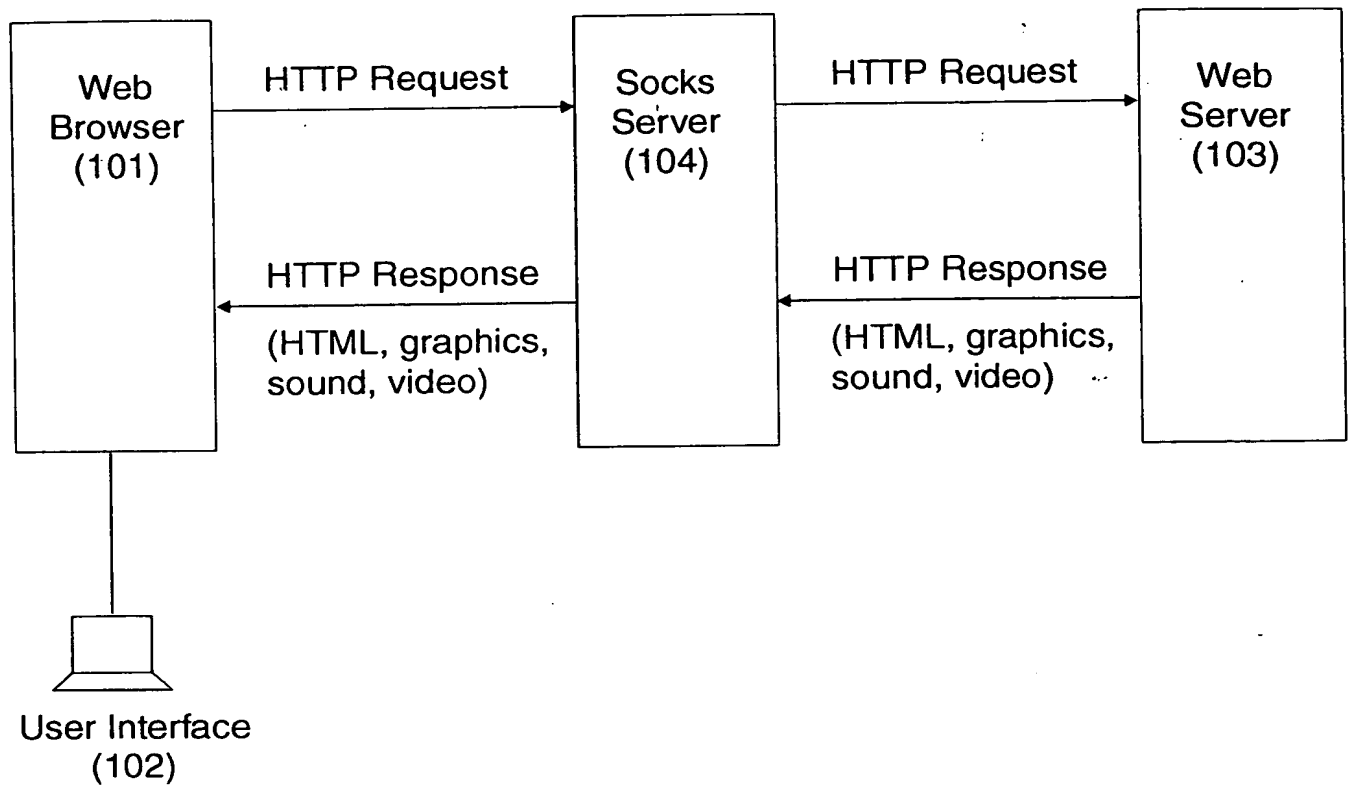 Web
Browser
(101)
HTTP Request
Socks
Server
(104)
HTTP Request
Web
Server
(103)
HTTP Response
(HTML, graphics,
sound, video)
HTTP Response
(HTML, graphics,
sound, video)
User Interface
(102)